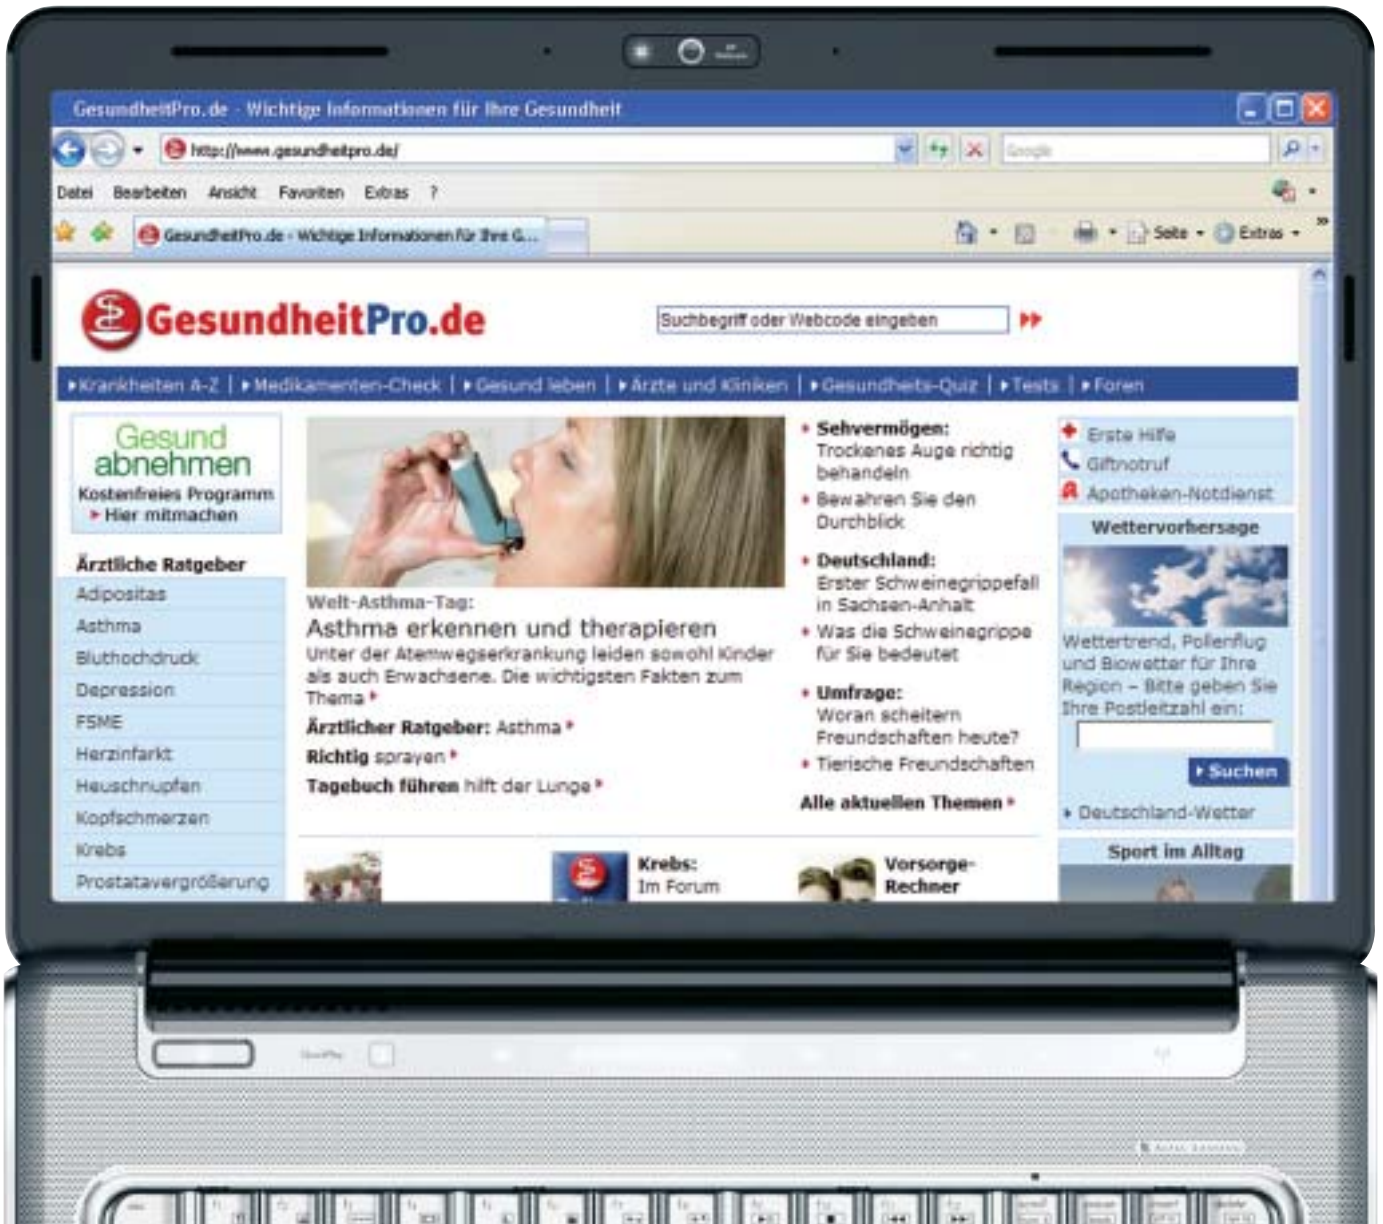 GesundheitPro.de - Wichtige Informationen für Ihre Gesundheit
http://www.gesundheitpro.de/
Google
Datei Bearbeiten Ansicht Favoriten Extras ?
GesundheitPro.de - Wichtige Informationen für Ihre G...
Seite Extras
GesundheitPro.de
Suchbegriff oder Webcode eingeben
Krankheiten A-Z | Medikamenten-Check | Gesund leben | Ärzte und Kliniken | Gesundheits-Quiz | Tests | Foren
Gesund
abnehmen
Kostenfreies Programm
Hier mitmachen
Ärztliche Ratgeber
Adipositas
Asthma
Bluthochdruck
Depression
FSME
Herzinfarkt
Heuschnupfen
Kopfschmerzen
Krebs
Prostatavergrößerung
Welt-Asthma-Tag:
Asthma erkennen und therapieren
Unter der Atemwegserkrankung leiden sowohl Kinder
als auch Erwachsene. Die wichtigsten Fakten zum
Thema
Ärztlicher Ratgeber: Asthma
Richtig sprayen
Tagebuch führen hilft der Lunge
Krebs:
Im Forum
Sehvermögen:
Trockenes Auge richtig
behandeln
Bewahren Sie den
Durchblick
Deutschland:
Erster Schweinegrippefall
in Sachsen-Anhalt
Was die Schweinegrippe
für Sie bedeutet
Umfrage:
Woran scheitern
Freundschaften heute?
Tierische Freundschaften
Alle aktuellen Themen
Vorsorge-
Rechner
Erste Hilfe
Giftnotruf
Apotheken-Notdienst
Wettervorhersage
Wettertrend, Pollenflug
und Biowetter für Ihre
Region – Bitte geben Sie
Ihre Postleitzahl ein:
Suchen
Deutschland-Wetter
Sport im Alltag